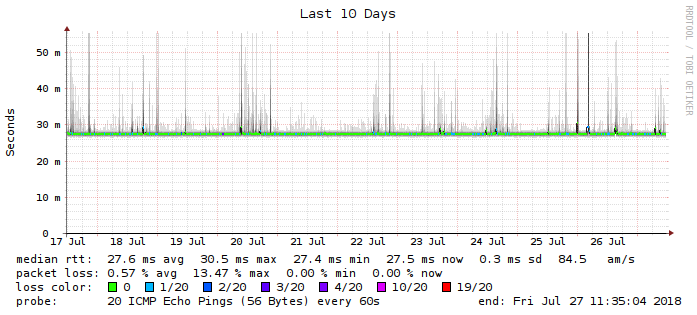 Last 10 Days
RRDTOOL / TOBI OETIKER
Seconds
50 m
40 m
30 m
20 m
10 m
0
17 Jul 18 Jul 19 Jul 20 Jul 21 Jul 22 Jul 23 Jul 24 Jul 25 Jul 26 Jul
median rtt: 27.6 ms avg 30.5 ms max 27.4 ms min 27.5 ms now 0.3 ms sd 84.5 am/s
packet loss: 0.57 % avg 13.47 % max 0.00 % min 0.00 % now
loss color: 0 1/20 2/20 3/20 4/20 10/20 19/20
probe: 20 ICMP Echo Pings (56 Bytes) every 60s end: Fri Jul 27 11:35:04 2018